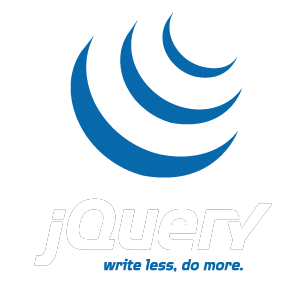 jQuery
write less, do more.